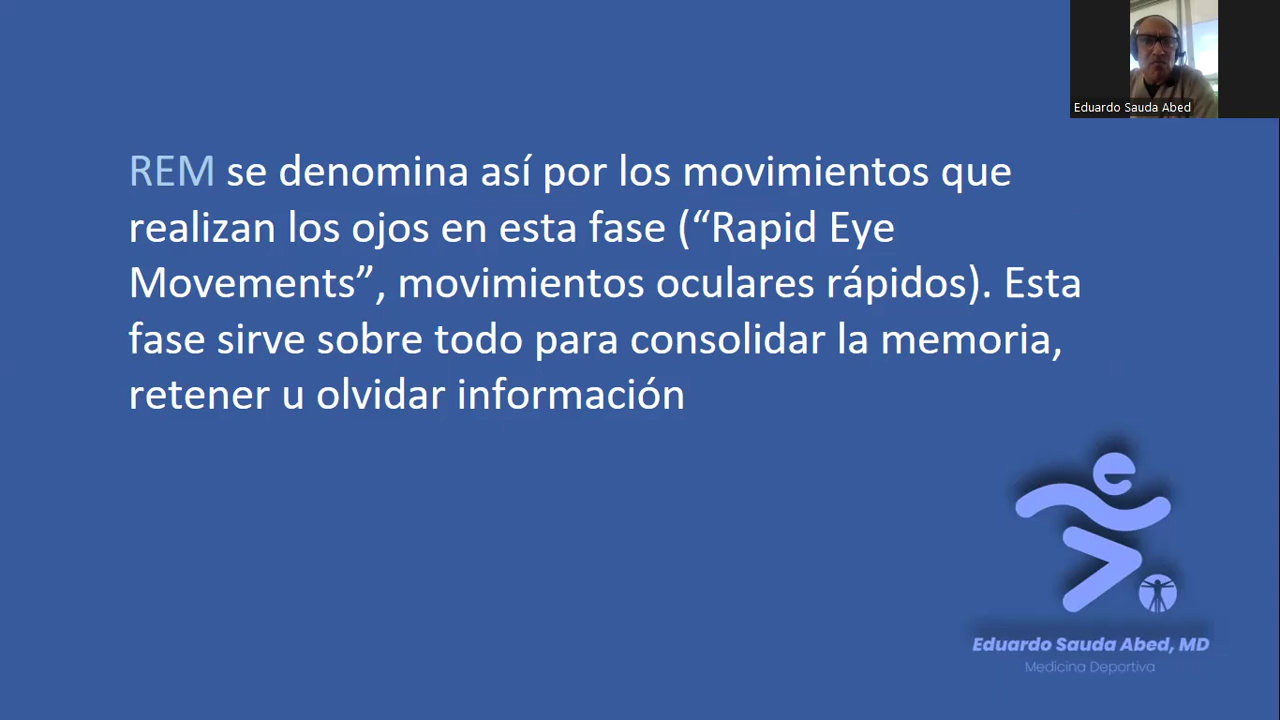 Eduardo Sauda Abed
REM se denomina así por los movimientos que
realizan los ojos en esta fase (“Rapid Eye
Movements”, movimientos oculares rápidos). Esta
fase sirve sobre todo para consolidar la memoria,
retener u olvidar información
Eduardo Sauda Abed, MD
Medicina Deportiva